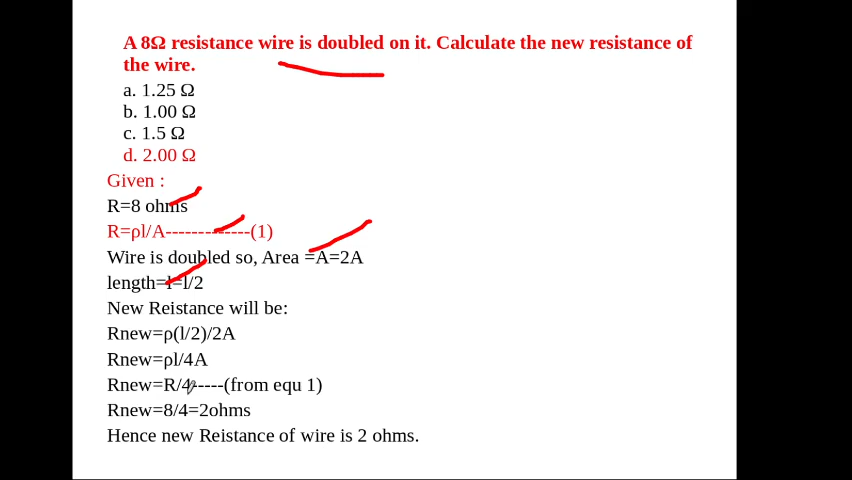 A 8Ω resistance wire is doubled on it. Calculate the new resistance of
the wire.
a. 1.25 Ω
b. 1.00 Ω
c. 1.5 Ω
d. 2.00 Ω
Given :
R=8 ohms
R=ρl/A-------------(1)
Wire is doubled so, Area =A=2A
length=l=l/2
New Reistance will be:
Rnew=ρ(l/2)/2A
Rnew=ρl/4A
Rnew=R/4-----(from equ 1)
Rnew=8/4=2ohms
Hence new Reistance of wire is 2 ohms.